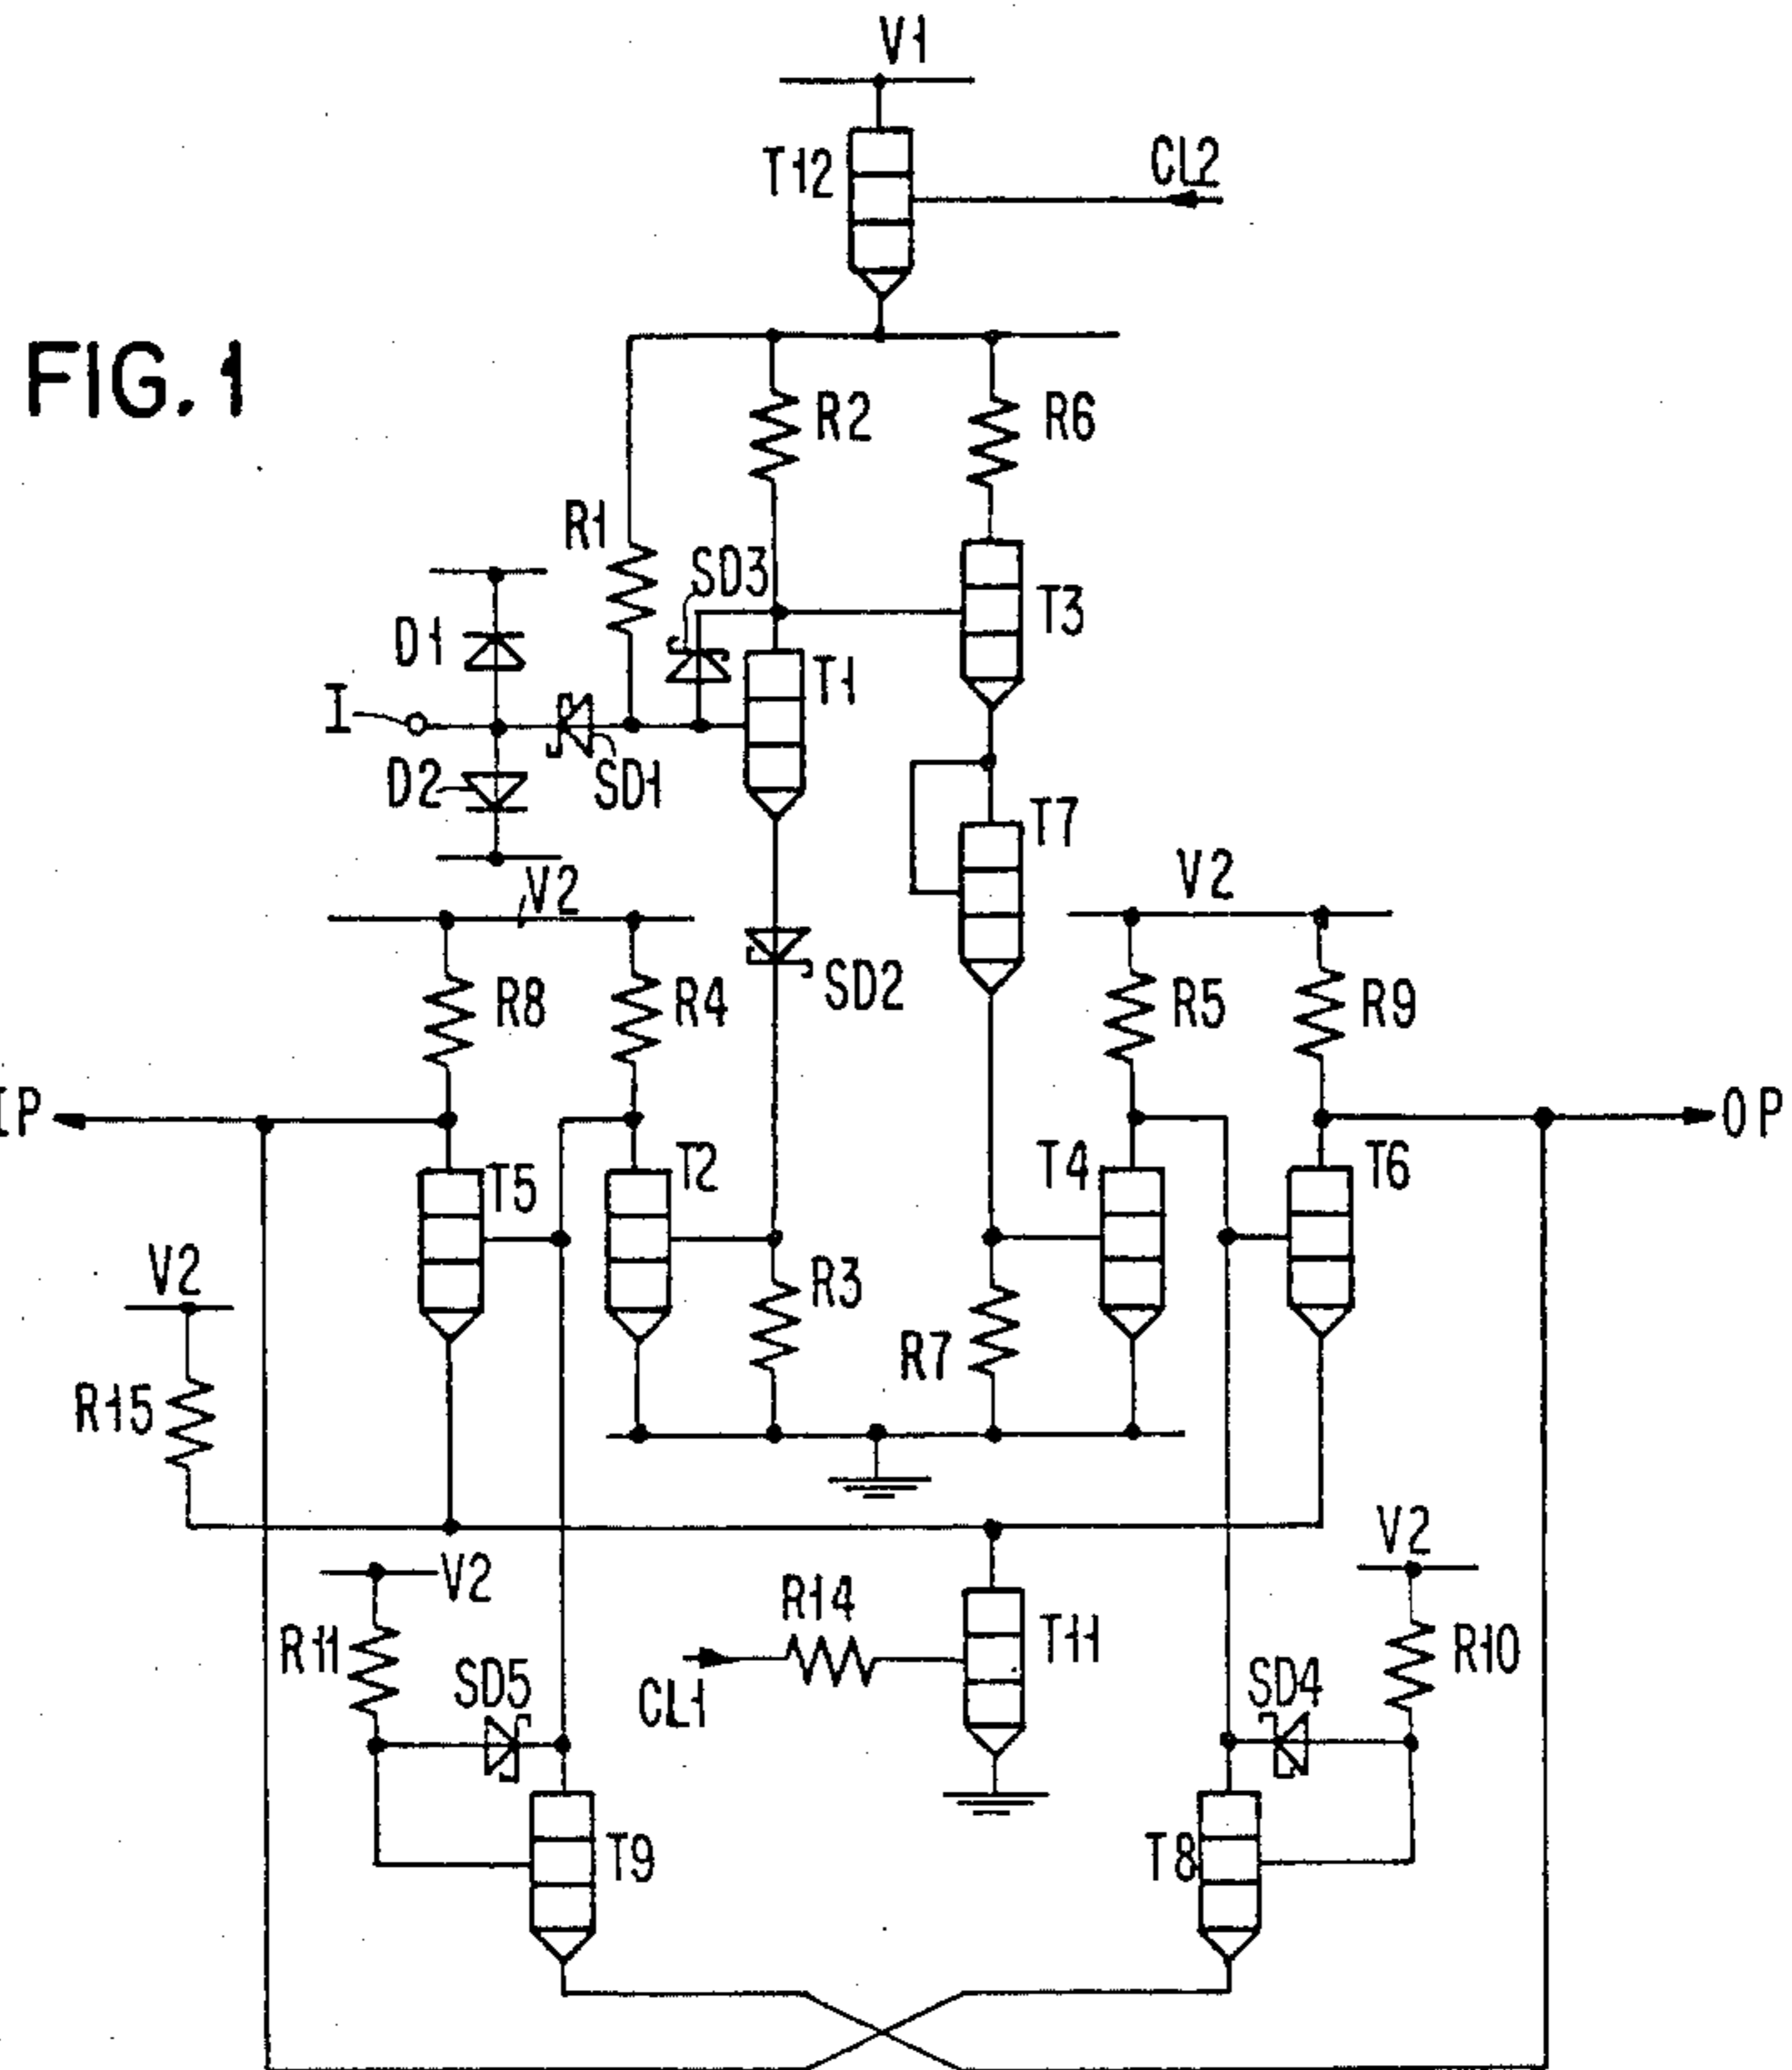 V1
T12
CL2
FIG. 1
R2
R6
R1
SD3
T3
D1
T1
I
D2
SD1
T7
V2
V2
R8
R4
SD2
R5
R9
IP
OP
T5
T2
T4
T6
V2
R3
R7
R15
V2
V2
R14
T11
R11
SD5
CL1
SD4
R10
T9
T8